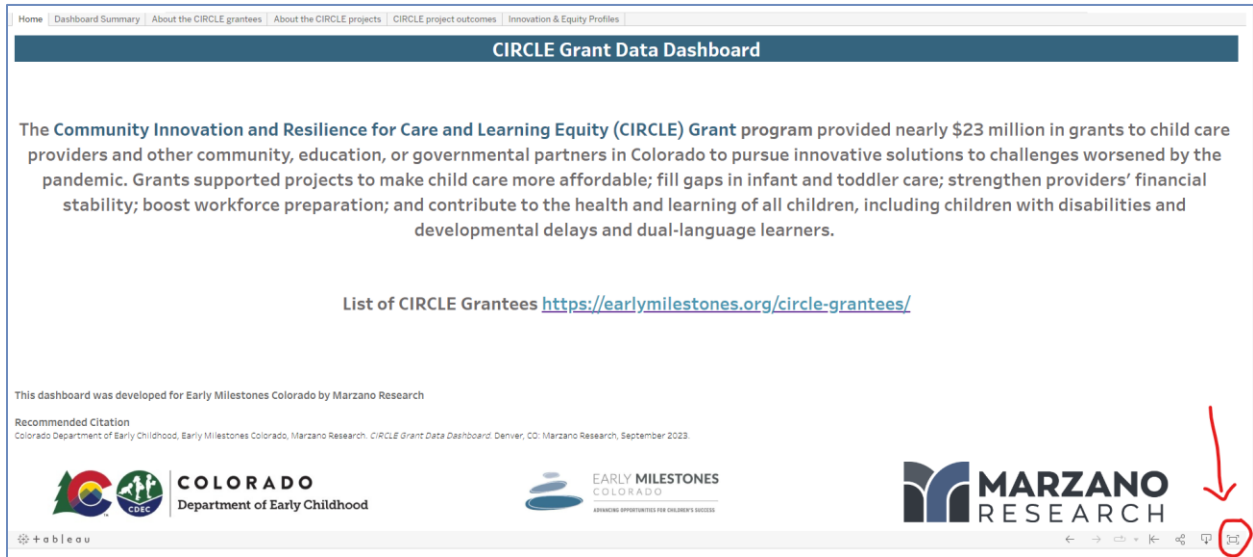 Home Dashboard Summary About the CIRCLE grantees About the CIRCLE projects CIRCLE project outcomes Innovation & Equity Profiles
CIRCLE Grant Data Dashboard
The Community Innovation and Resilience for Care and Learning Equity (CIRCLE) Grant program provided nearly $23 million in grants to child care
providers and other community, education, or governmental partners in Colorado to pursue innovative solutions to challenges worsened by the
pandemic. Grants supported projects to make child care more affordable; fill gaps in infant and toddler care; strengthen providers' financial
stability; boost workforce preparation; and contribute to the health and learning of all children, including children with disabilities and
developmental delays and dual-language learners.
List of CIRCLE Grantees https://earlymilestones.org/circle-grantees/
This dashboard was developed for Early Milestones Colorado by Marzano Research
Recommended Citation
Colorado Department of Early Childhood, Early Milestones Colorado, Marzano Research. CIRCLE Grant Data Dashboard. Denver, CO: Marzano Research, September 2023.
CDEC
COLORADO
Department of Early Childhood
EARLY MILESTONES
COLORADO
ADVANCING OPPORTUNITIES FOR CHILDREN'S SUCCESS
MARZANO
RESEARCH
+ableau